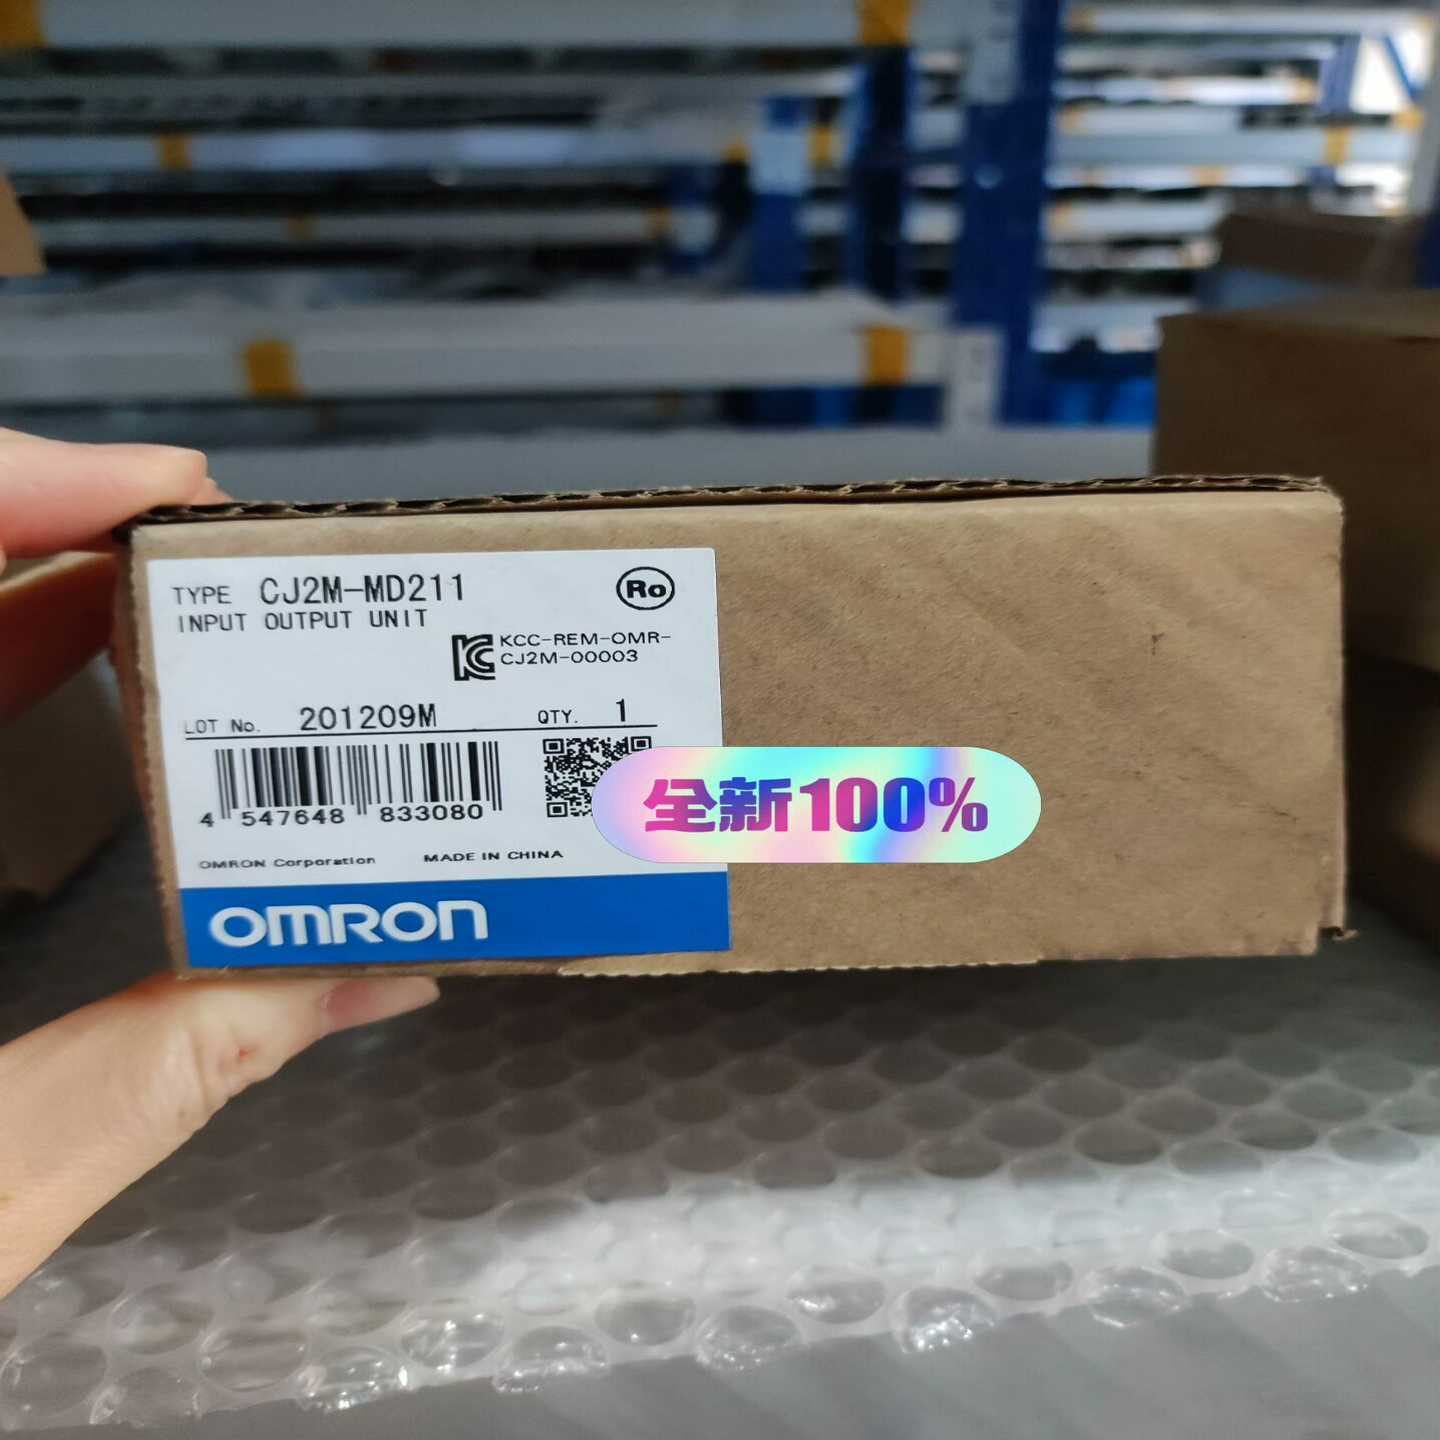 TYPE CJ2M-MD211
Ro
INPUT OUTPUT UNIT
KCC-REM-OMR-
CJ2M-00003
LOT No. 201209M QTY. 1
4 547648 833080
全新100%
OMRON Corporation MADE IN CHINA
OMRON